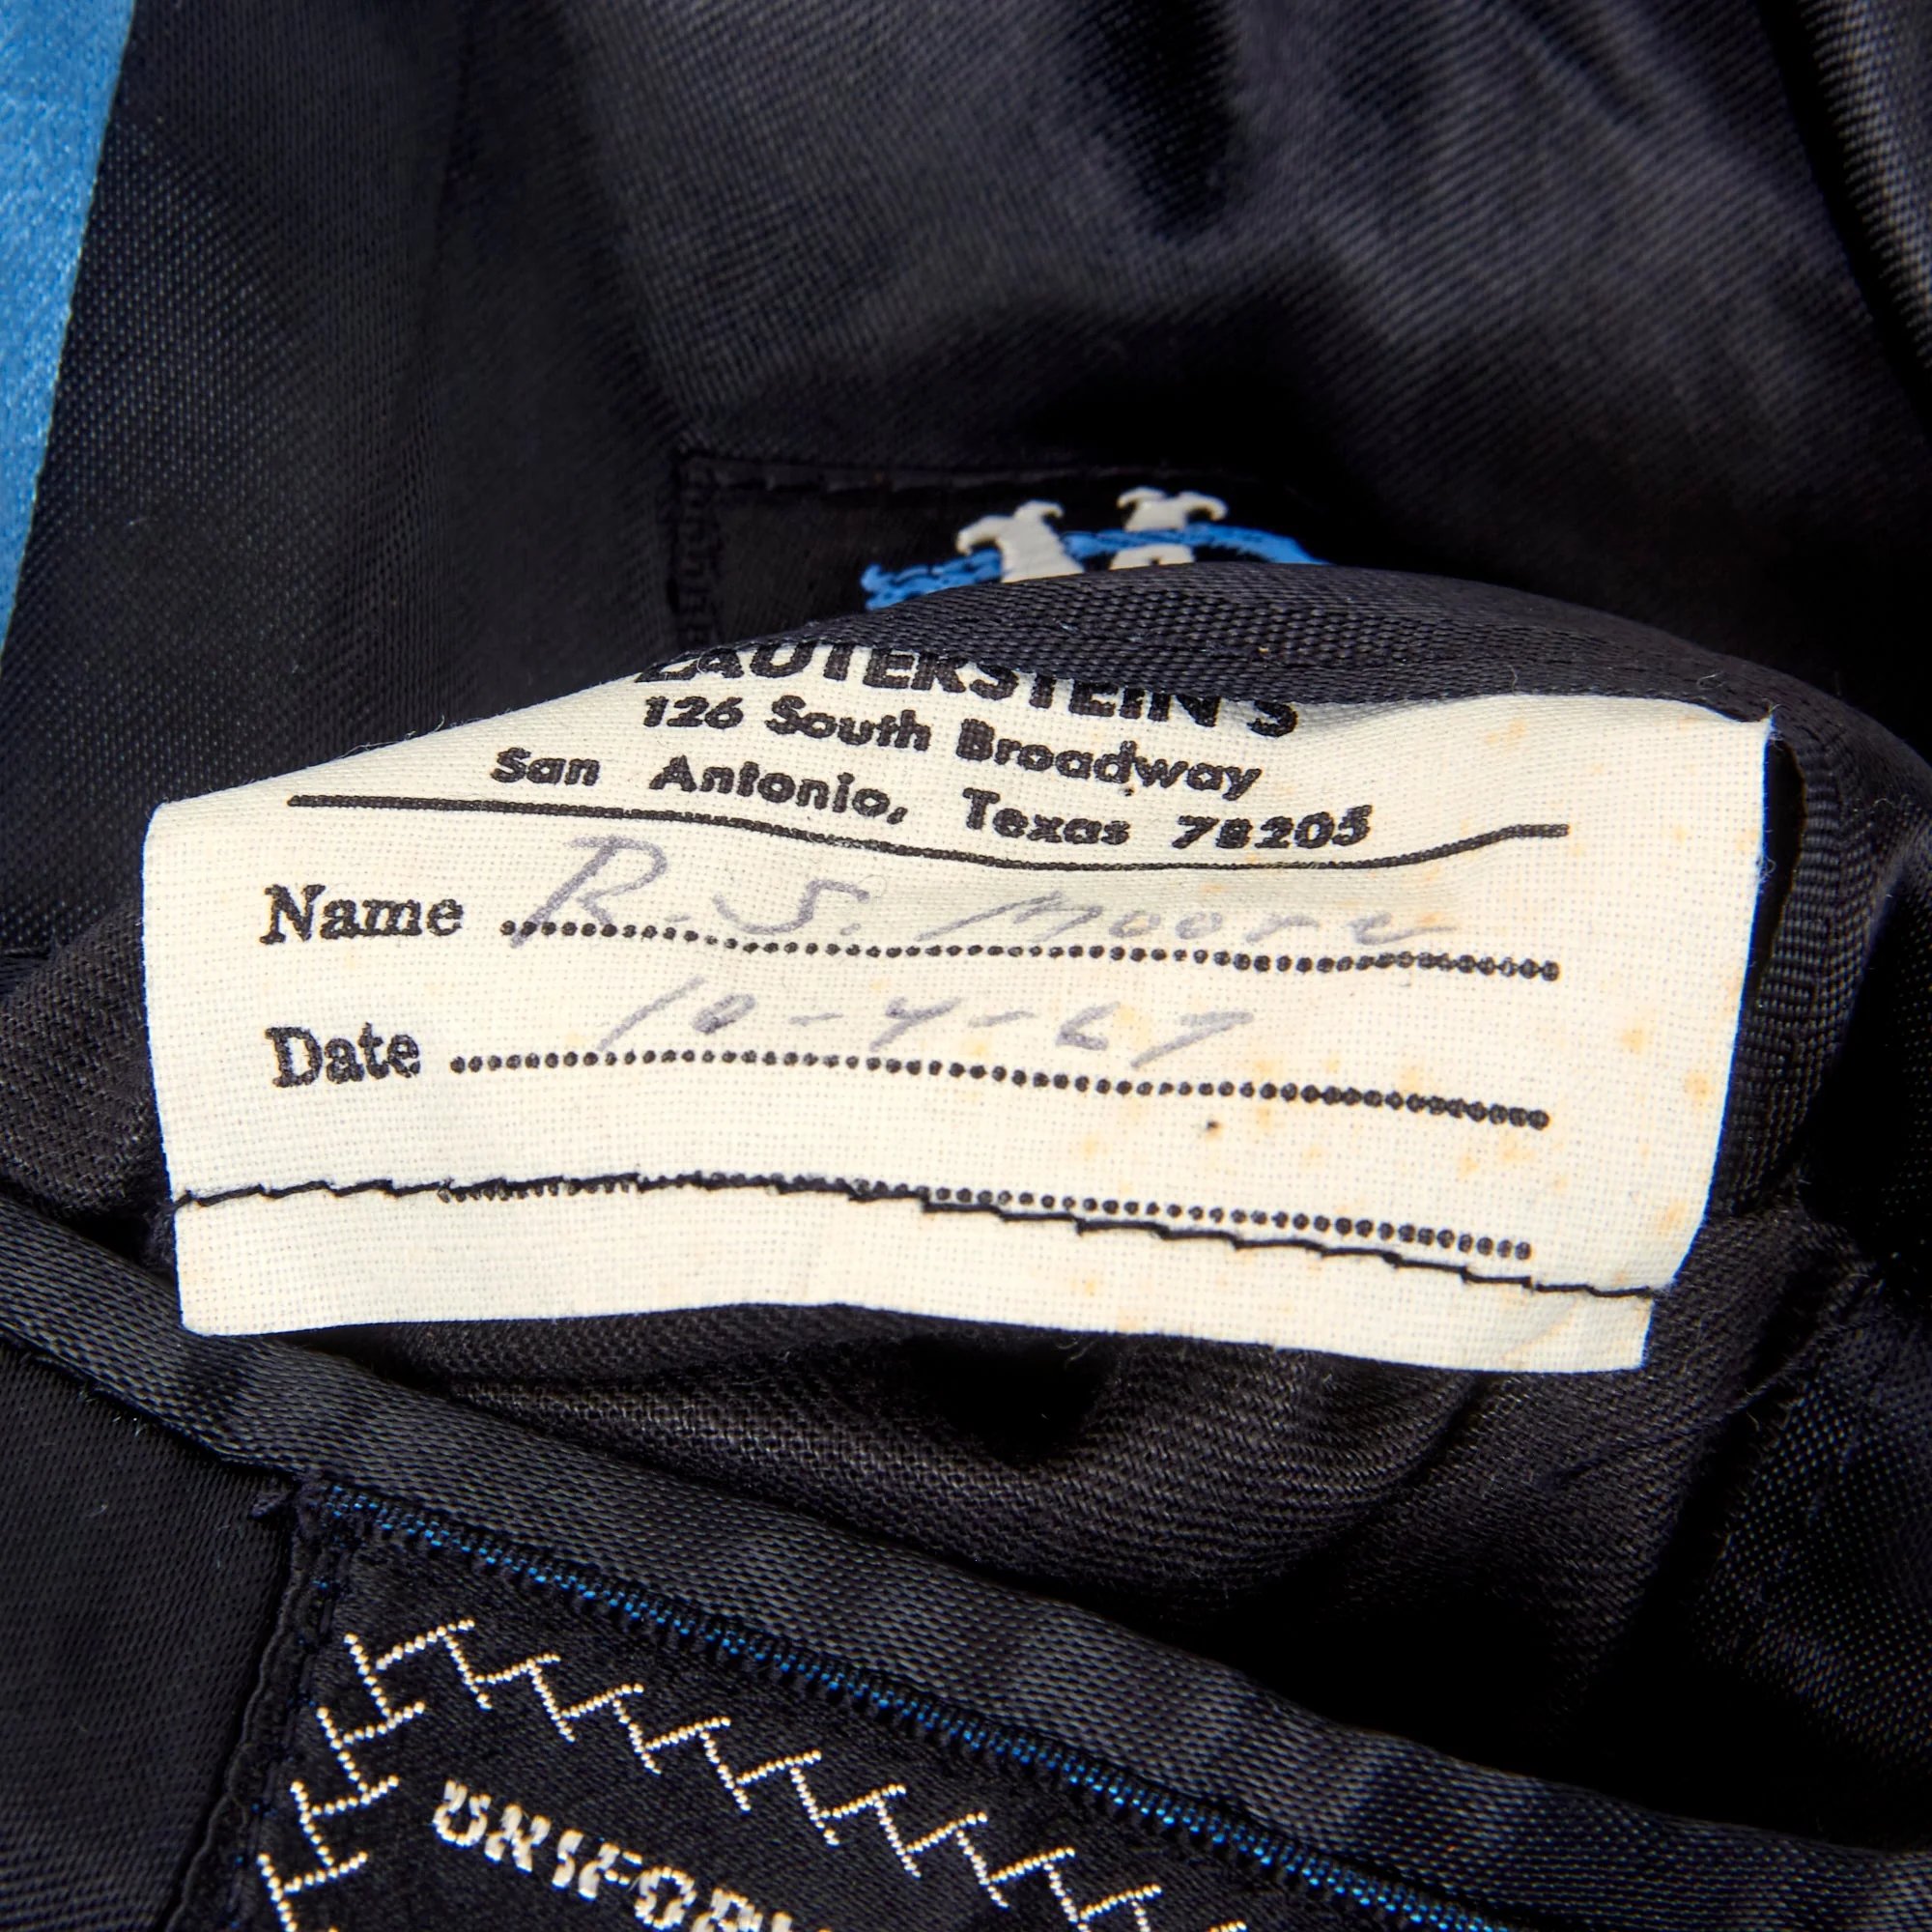 LAUTERSTEIN'S
126 South Broadway
San Antonio, Texas 78205
Name R. S. Moore
Date 10-4-67